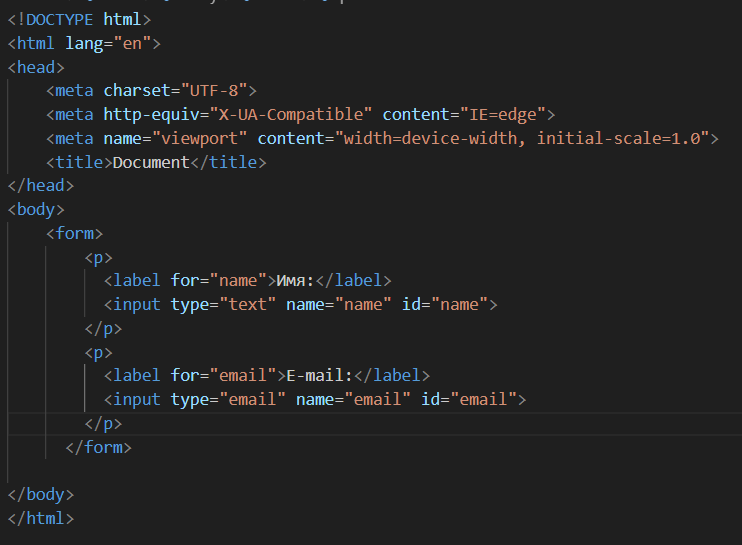 <!DOCTYPE html>
<html lang="en">
<head>
    <meta charset="UTF-8">
    <meta http-equiv="X-UA-Compatible" content="IE=edge">
    <meta name="viewport" content="width=device-width, initial-scale=1.0">
    <title>Document</title>
</head>
<body>
    <form>
        <p>
          <label for="name">Имя:</label>
          <input type="text" name="name" id="name">
        </p>
        <p>
          <label for="email">E-mail:</label>
          <input type="email" name="email" id="email">
        </p>
      </form>
</body>
</html>